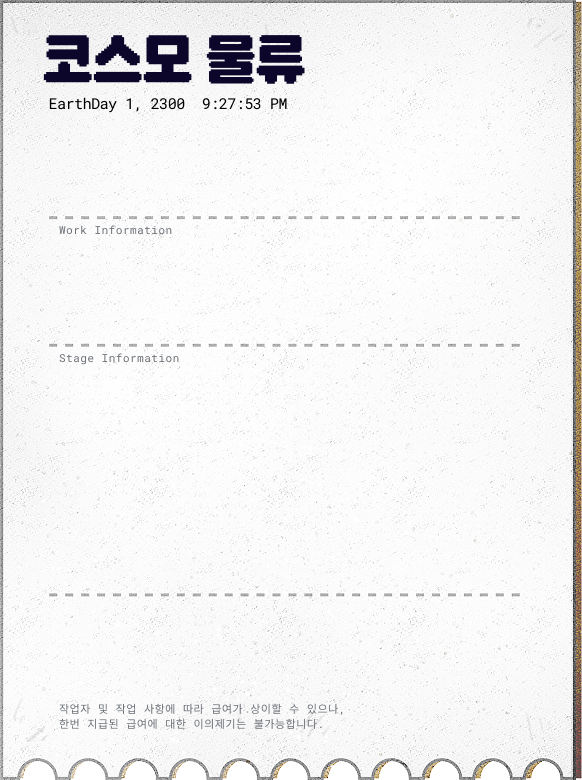 코스모 물류
EarthDay 1, 2300 9:27:53 PM
Work Information
Stage Information
작업자 및 작업 사항에 따라 급여가 상이할 수 있으나,
한번 지급된 급여에 대한 이의제기는 불가능합니다.